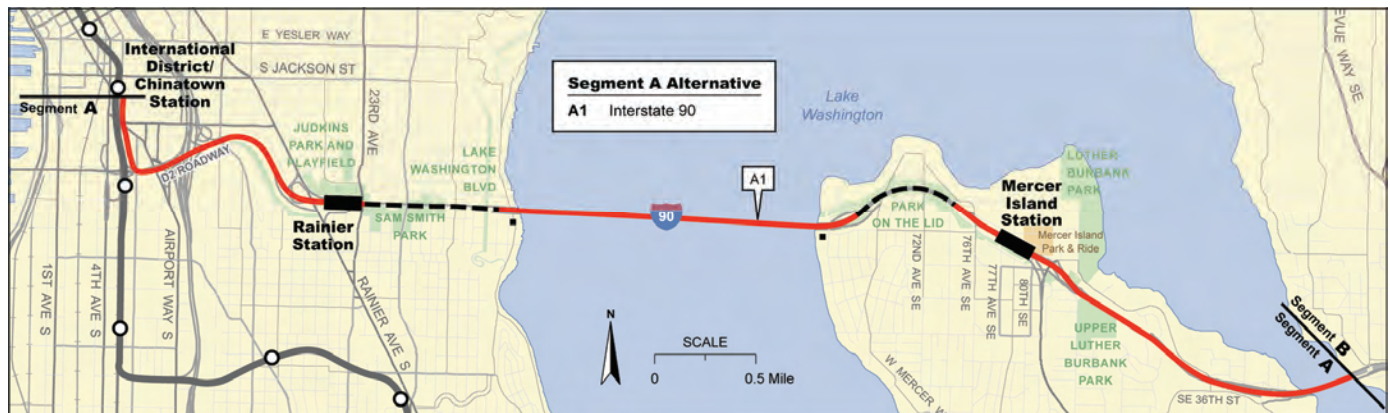 E YESLER WAY
International
District/
Chinatown
Station
S JACKSON ST
Segment A
23RD AVE
JUDKINS
PARK AND
PLAYFIELD
D2 ROADWAY
LAKE
WASHINGTON
BLVD
SAM SMITH
PARK
Rainier
Station
1ST AVE S
4TH AVE S
AIRPORT WAY S
RAINIER AVE S
Segment A Alternative
A1 Interstate 90
Lake
Washington
A1
90
N
SCALE
0 0.5 Mile
LUTHER
BURBANK
PARK
Mercer
Island
Station
PARK
ON THE LID
Mercer Island
Park & Ride
72ND AVE SE
76TH AVE SE
77TH AVE SE
80TH SE
UPPER
LUTHER
BURBANK
PARK
W MERCER W
SE 36TH ST
Segment B
Segment A
EVUE WAY SE